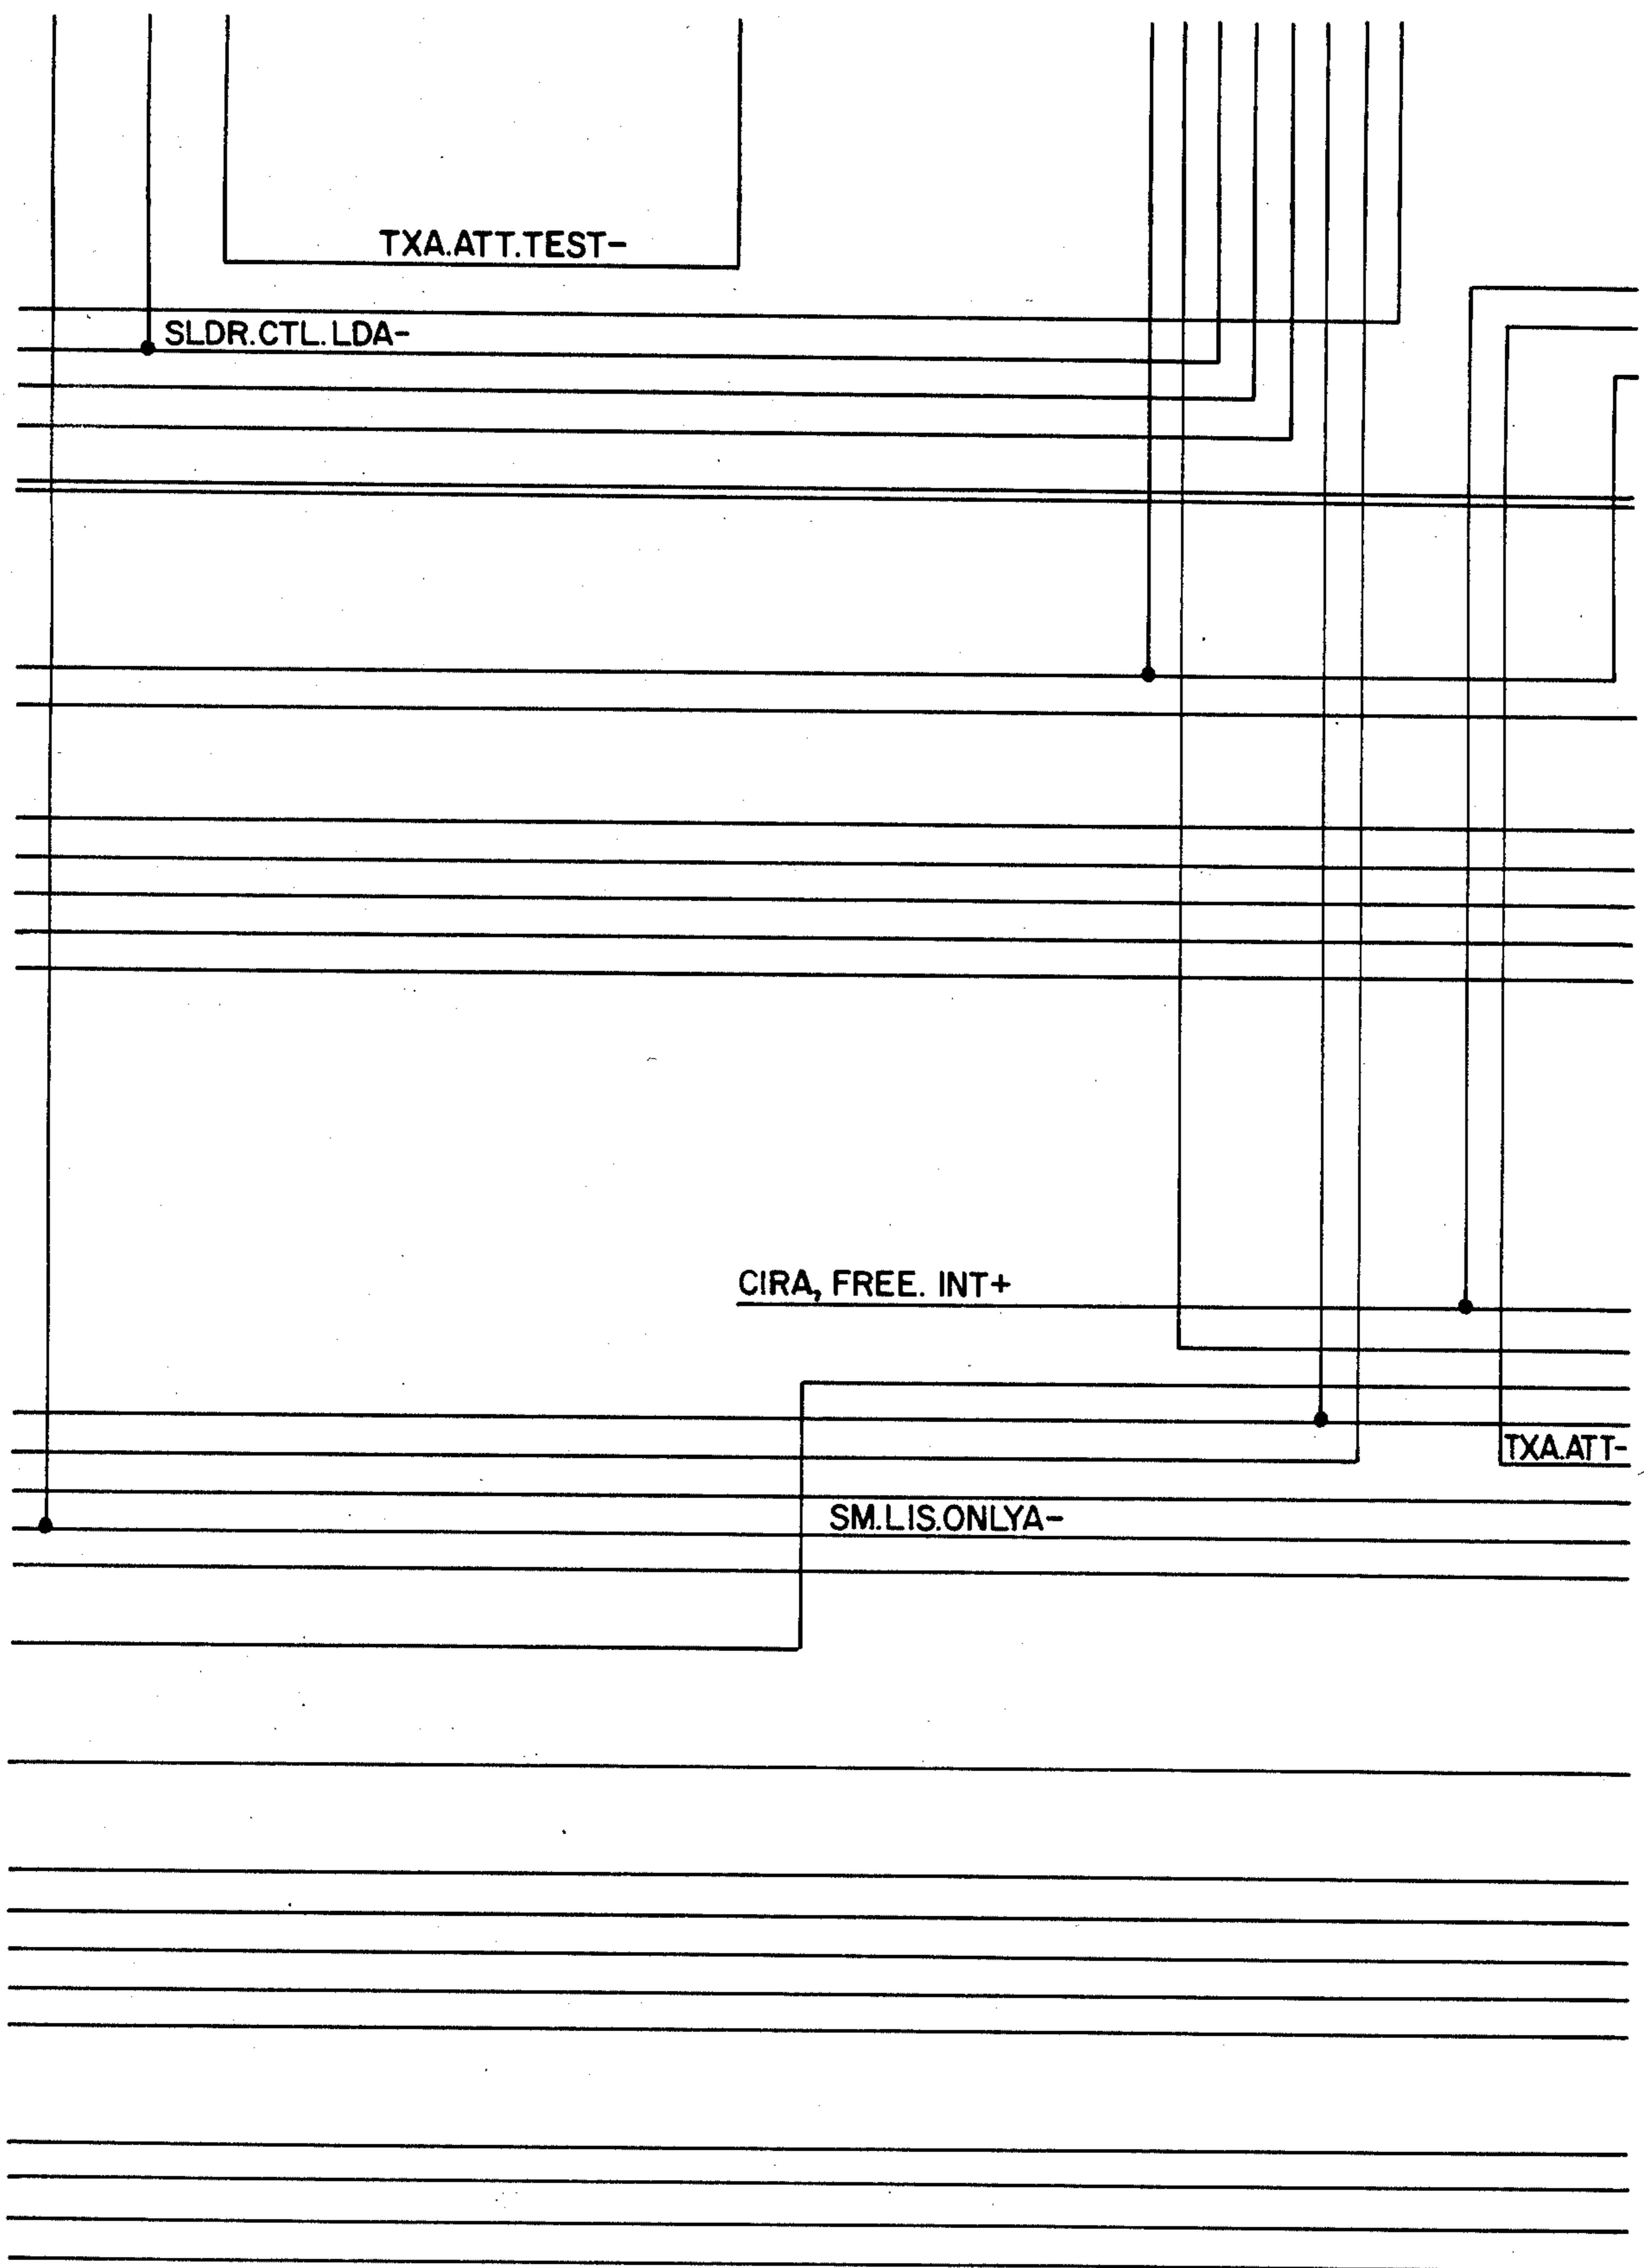 TXA.ATT.TEST-
SLDR.CTL.LDA-
CIRA, FREE. INT+
TXA.ATT-
SM.LIS.ONLYA-